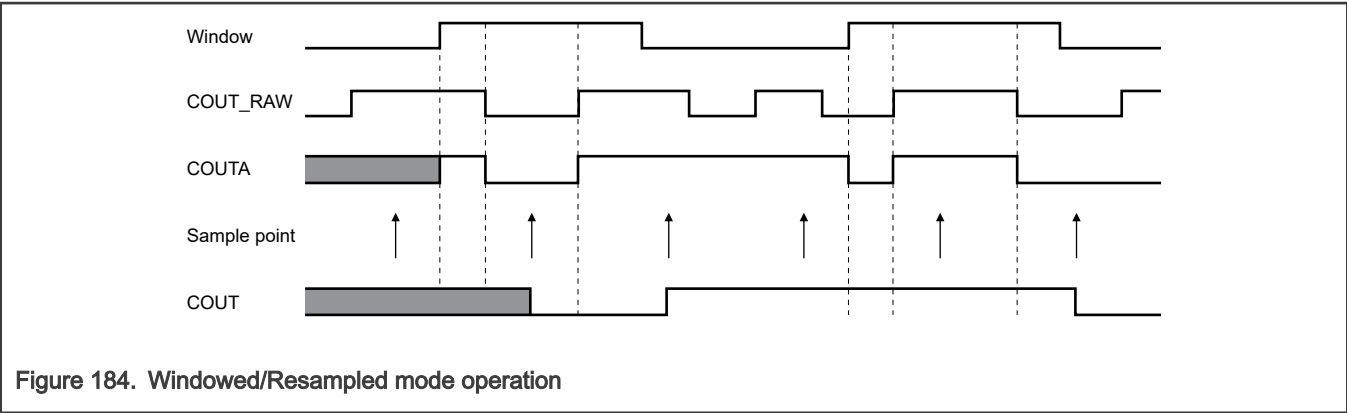 Window
COUT_RAW
COUTA
Sample point
COUT
Figure 184. Windowed/Resampled mode operation